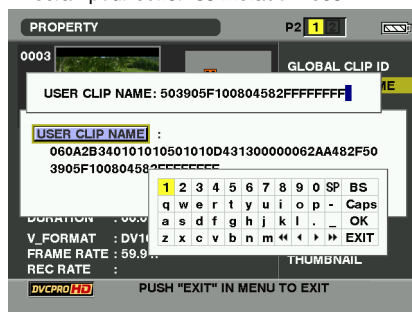 PROPERTY P2 1 2
0003
GLOBAL CLIP ID
USER CLIP NAME: 503905F100804582FFFFFFFF
USER CLIP NAME :
060A2B340101010501010D431300000062AA482F50
3905F100804582FFFFFFFF
1 2 3 4 5 6 7 8 9 0 SP BS
q w e r t y u i o p - Caps
a s d f g h j k l . _ OK
z x c v b n m EXIT
DURATION
V_FORMAT : DV10
FRAME RATE : 59.9
REC RATE :
THUMBNAIL
DVCPRO HD PUSH "EXIT" IN MENU TO EXIT